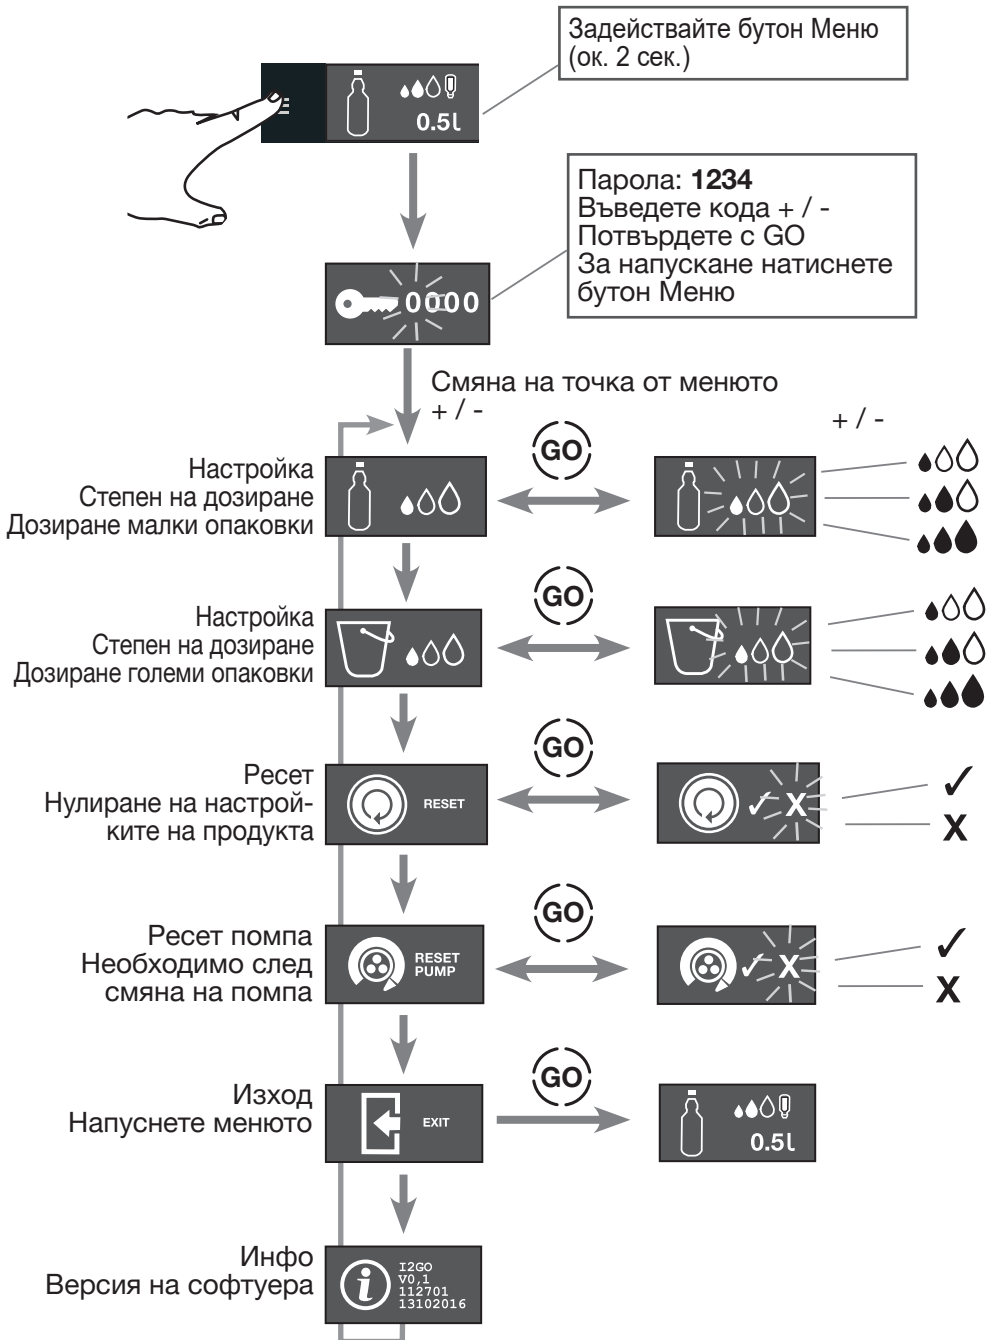 Задействайте бутон Меню
(ок. 2 сек.)
0.5l
Парола: 1234
Въведете кода + / -
Потвърдете с GO
За напускане натиснете
бутон Меню
0000
Смяна на точка от менюто
+ / -
+ / -
GO
Настройка
Степен на дозиране
Дозиране малки опаковки
GO
Настройка
Степен на дозиране
Дозиране големи опаковки
GO
Ресет
Нулиране на настрой-
ките на продукта
RESET
✓ X
✓
X
GO
Ресет помпа
Необходимо след
смяна на помпа
RESET
PUMP
✓ X
✓
X
GO
Изход
Напуснете менюто
EXIT
0.5l
Инфо
Версия на софтуера
i
I2GO
V0,1
112701
13102016